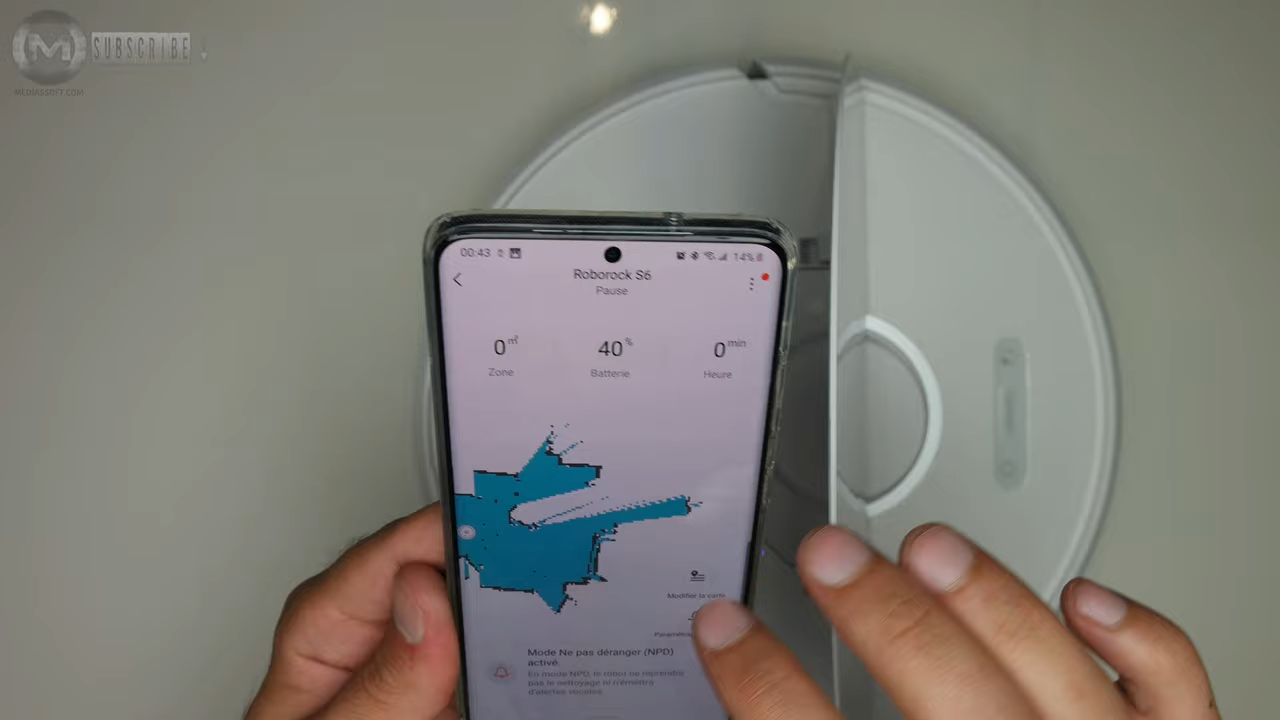 M SUBSCRIBE
MEDIASSOFT.COM
00:43 14%
Roborock S6
Pause
0 m² 40 % 0 min
Zone Batterie Heure
Modifier la carte
Mode Ne pas déranger (NPD)
activé.
En mode NPD, le robot ne reprendra
pas le nettoyage ni n'émettra
d'alertes vocales.